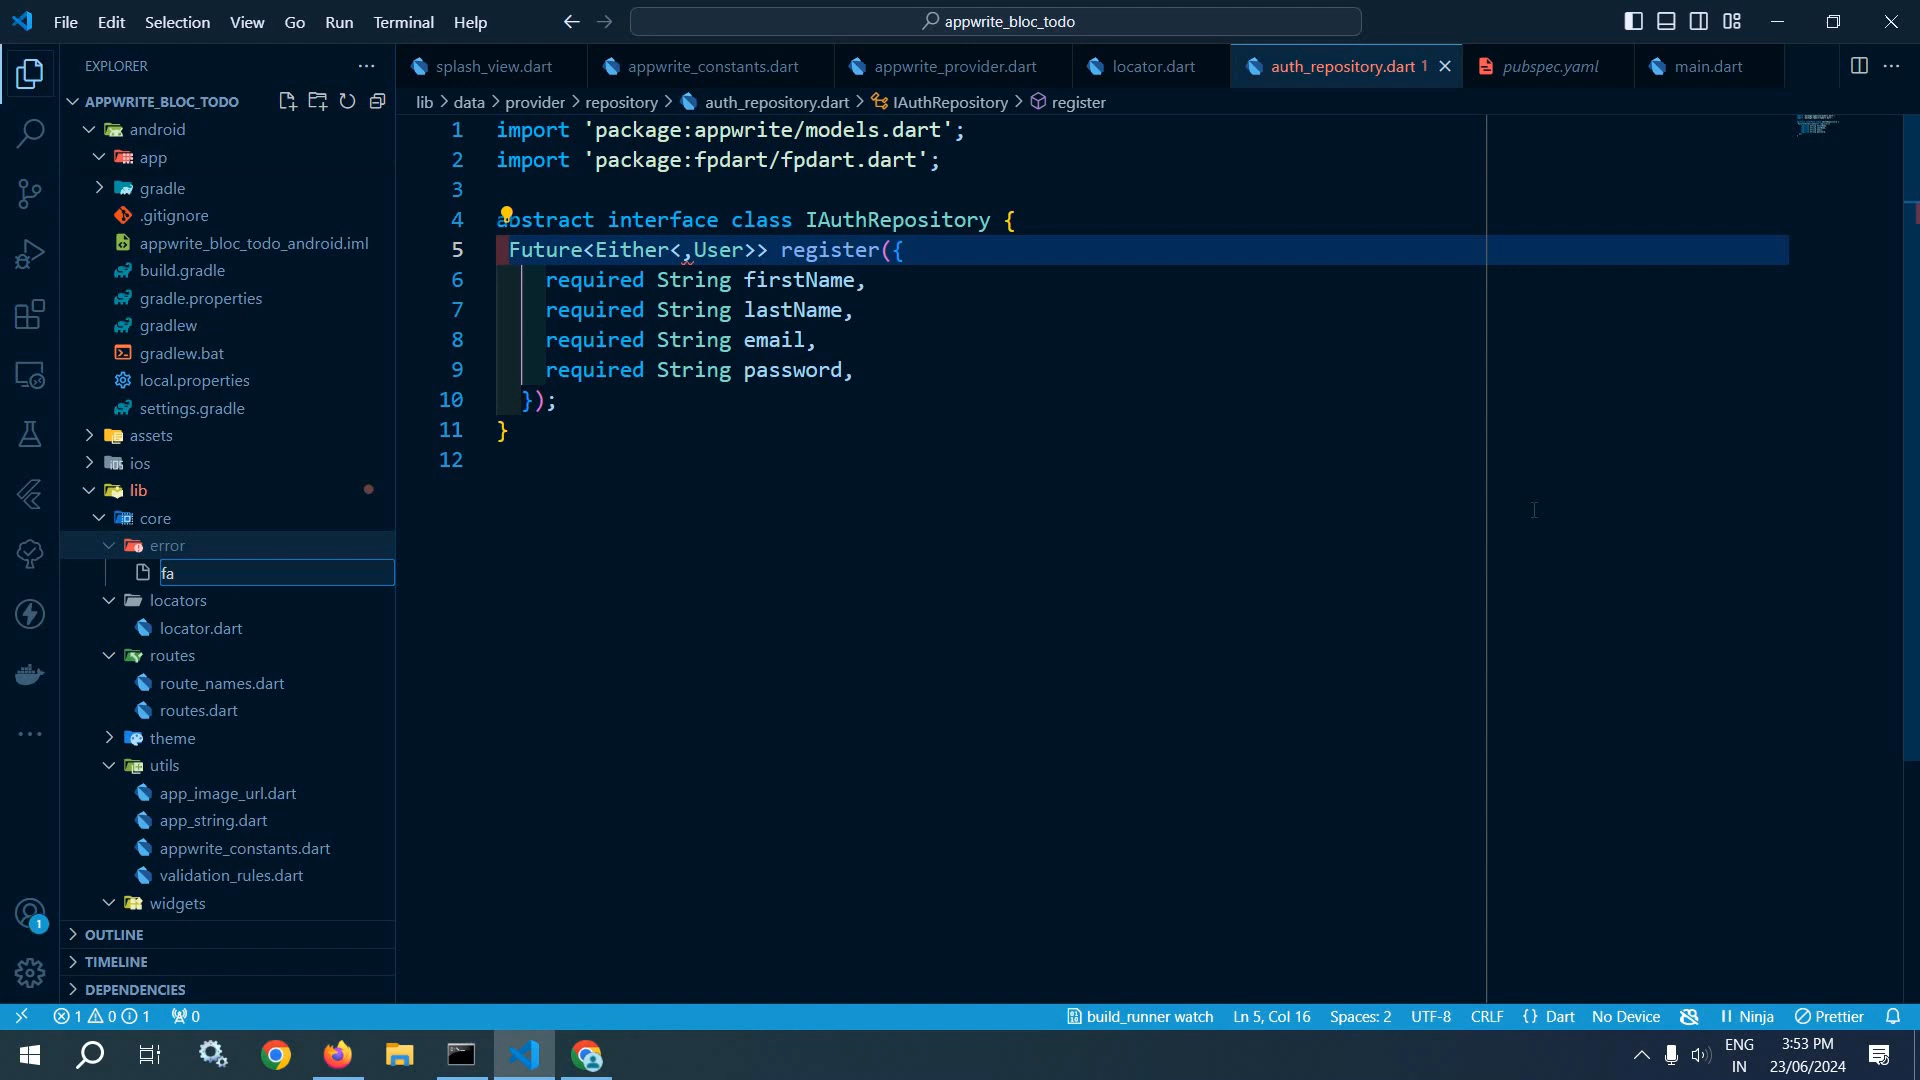 File Edit Selection View Go Run Terminal Help
appwrite_bloc_todo
EXPLORER
splash_view.dart appwrite_constants.dart appwrite_provider.dart locator.dart auth_repository.dart 1 pubspec.yaml main.dart
lib > data > provider > repository > auth_repository.dart > IAuthRepository > register
APPWRITE_BLOC_TODO
android
app
gradle
.gitignore
appwrite_bloc_todo_android.iml
build.gradle
gradle.properties
gradlew
gradlew.bat
local.properties
settings.gradle
assets
ios
lib
core
error
fa
locators
locator.dart
routes
route_names.dart
routes.dart
theme
utils
app_image_url.dart
app_string.dart
appwrite_constants.dart
validation_rules.dart
widgets
OUTLINE
TIMELINE
DEPENDENCIES
1 import 'package:appwrite/models.dart';
2 import 'package:fpdart/fpdart.dart';
3
4 abstract interface class IAuthRepository {
5 Future<Either<,User>> register({
6 required String firstName,
7 required String lastName,
8 required String email,
9 required String password,
10 });
11 }
12
1
1 0 1 0 build_runner watch Ln 5, Col 16 Spaces: 2 UTF-8 CRLF {} Dart No Device Ninja Prettier
ENG
IN
3:53 PM
23/06/2024